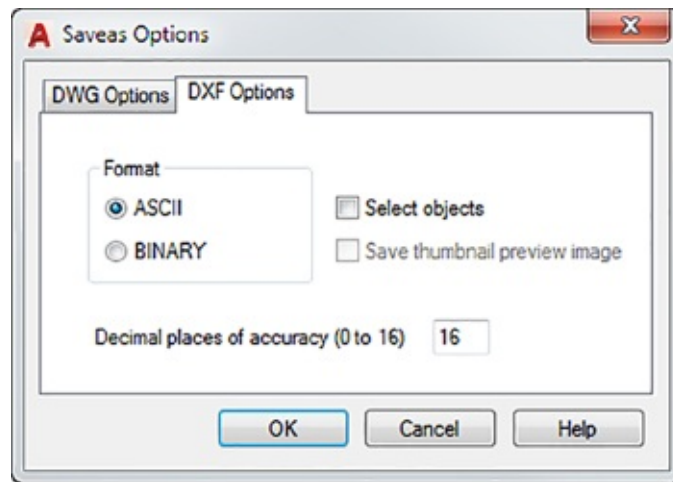 Saveas Options
DWG Options DXF Options
Format
ASCII
Select objects
BINARY
Save thumbnail preview image
Decimal places of accuracy (0 to 16) 16
OK Cancel Help